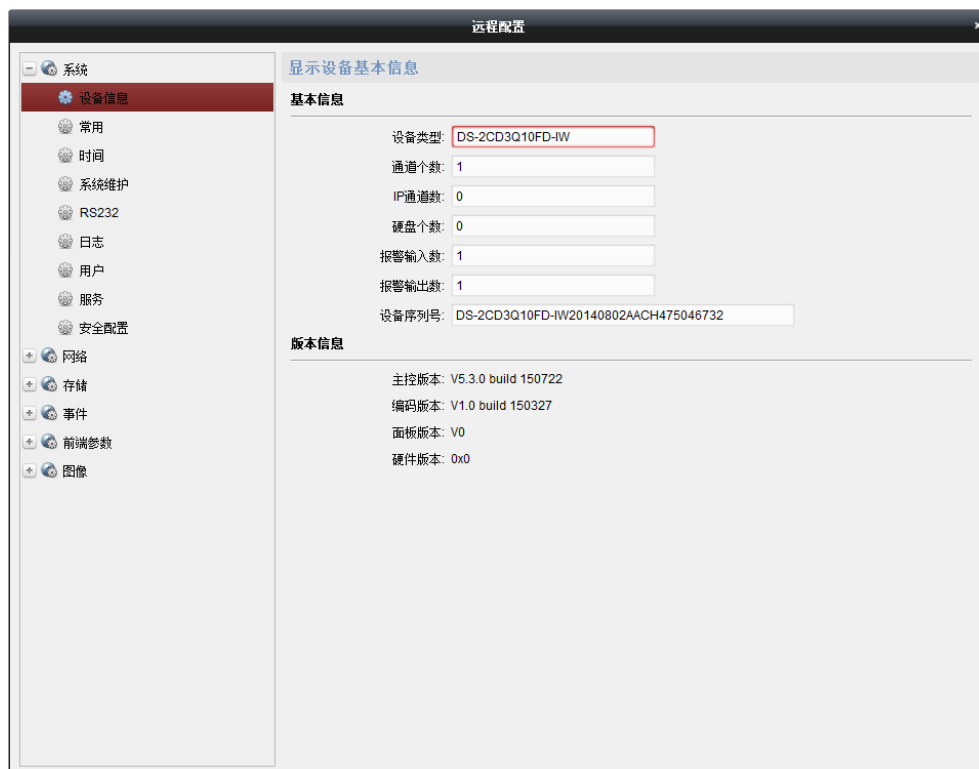 远程配置
系统
设备信息
常用
时间
系统维护
RS232
日志
用户
服务
安全配置
网络
存储
事件
前端参数
图像
显示设备基本信息
基本信息
设备类型: DS-2CD3Q10FD-IW
通道个数: 1
IP通道数: 0
硬盘个数: 0
报警输入数: 1
报警输出数: 1
设备序列号: DS-2CD3Q10FD-IW20140802AACH475046732
版本信息
主控版本: V5.3.0 build 150722
编码版本: V1.0 build 150327
面板版本: V0
硬件版本: 0x0